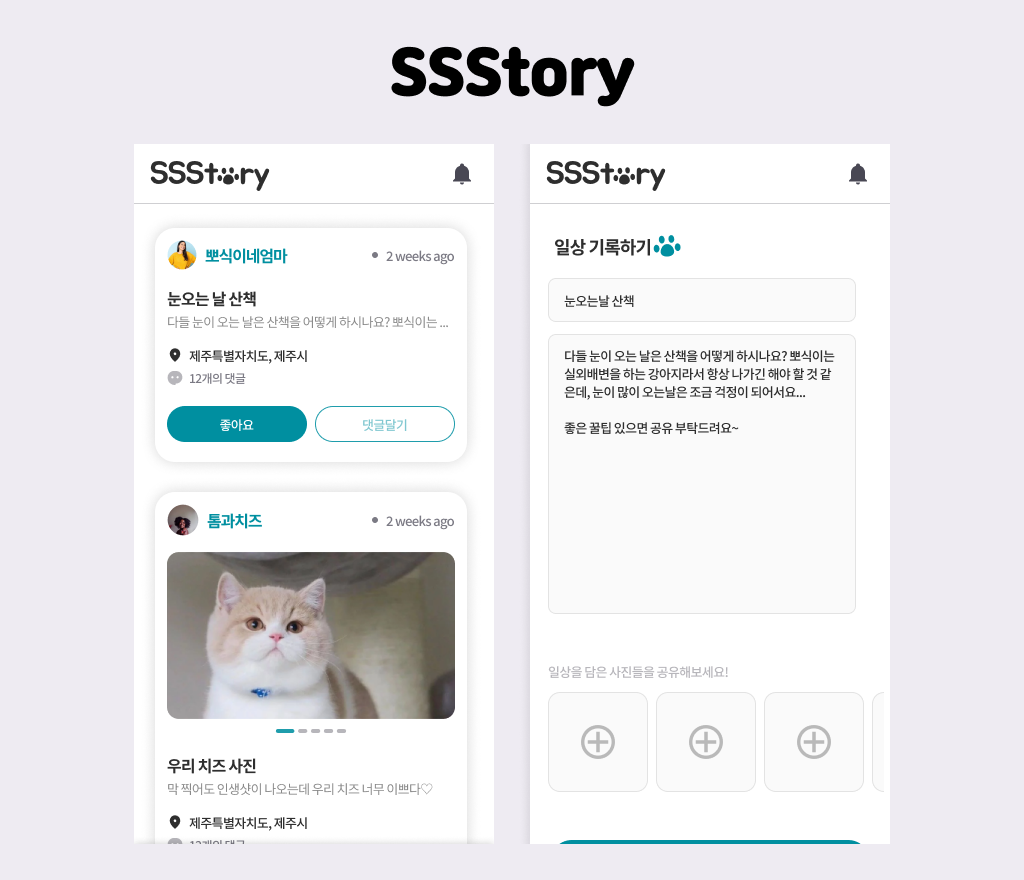 SSStory
SSStory
뽀식이네엄마
2 weeks ago
눈오는 날 산책
다들 눈이 오는 날은 산책을 어떻게 하시나요? 뽀식이는 ...
제주특별자치도, 제주시
12개의 댓글
좋아요
댓글달기
톰과치즈
2 weeks ago
우리 치즈 사진
막 찍어도 인생샷이 나오는데 우리 치즈 너무 이쁘다♡
제주특별자치도, 제주시
12개의 댓글
SSStory
일상 기록하기
눈오는날 산책
다들 눈이 오는 날은 산책을 어떻게 하시나요? 뽀식이는
실외배변을 하는 강아지라서 항상 나가긴 해야 할 것 같
은데, 눈이 많이 오는날은 조금 걱정이 되어서요...
좋은 꿀팁 있으면 공유 부탁드려요~
일상을 담은 사진들을 공유해보세요!